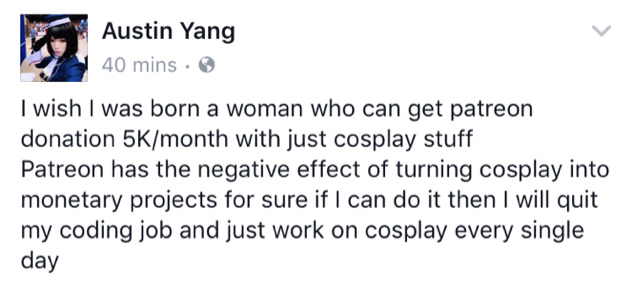 Austin Yang
40 mins ·
I wish I was born a woman who can get patreon
donation 5K/month with just cosplay stuff
Patreon has the negative effect of turning cosplay into
monetary projects for sure if I can do it then I will quit
my coding job and just work on cosplay every single
day